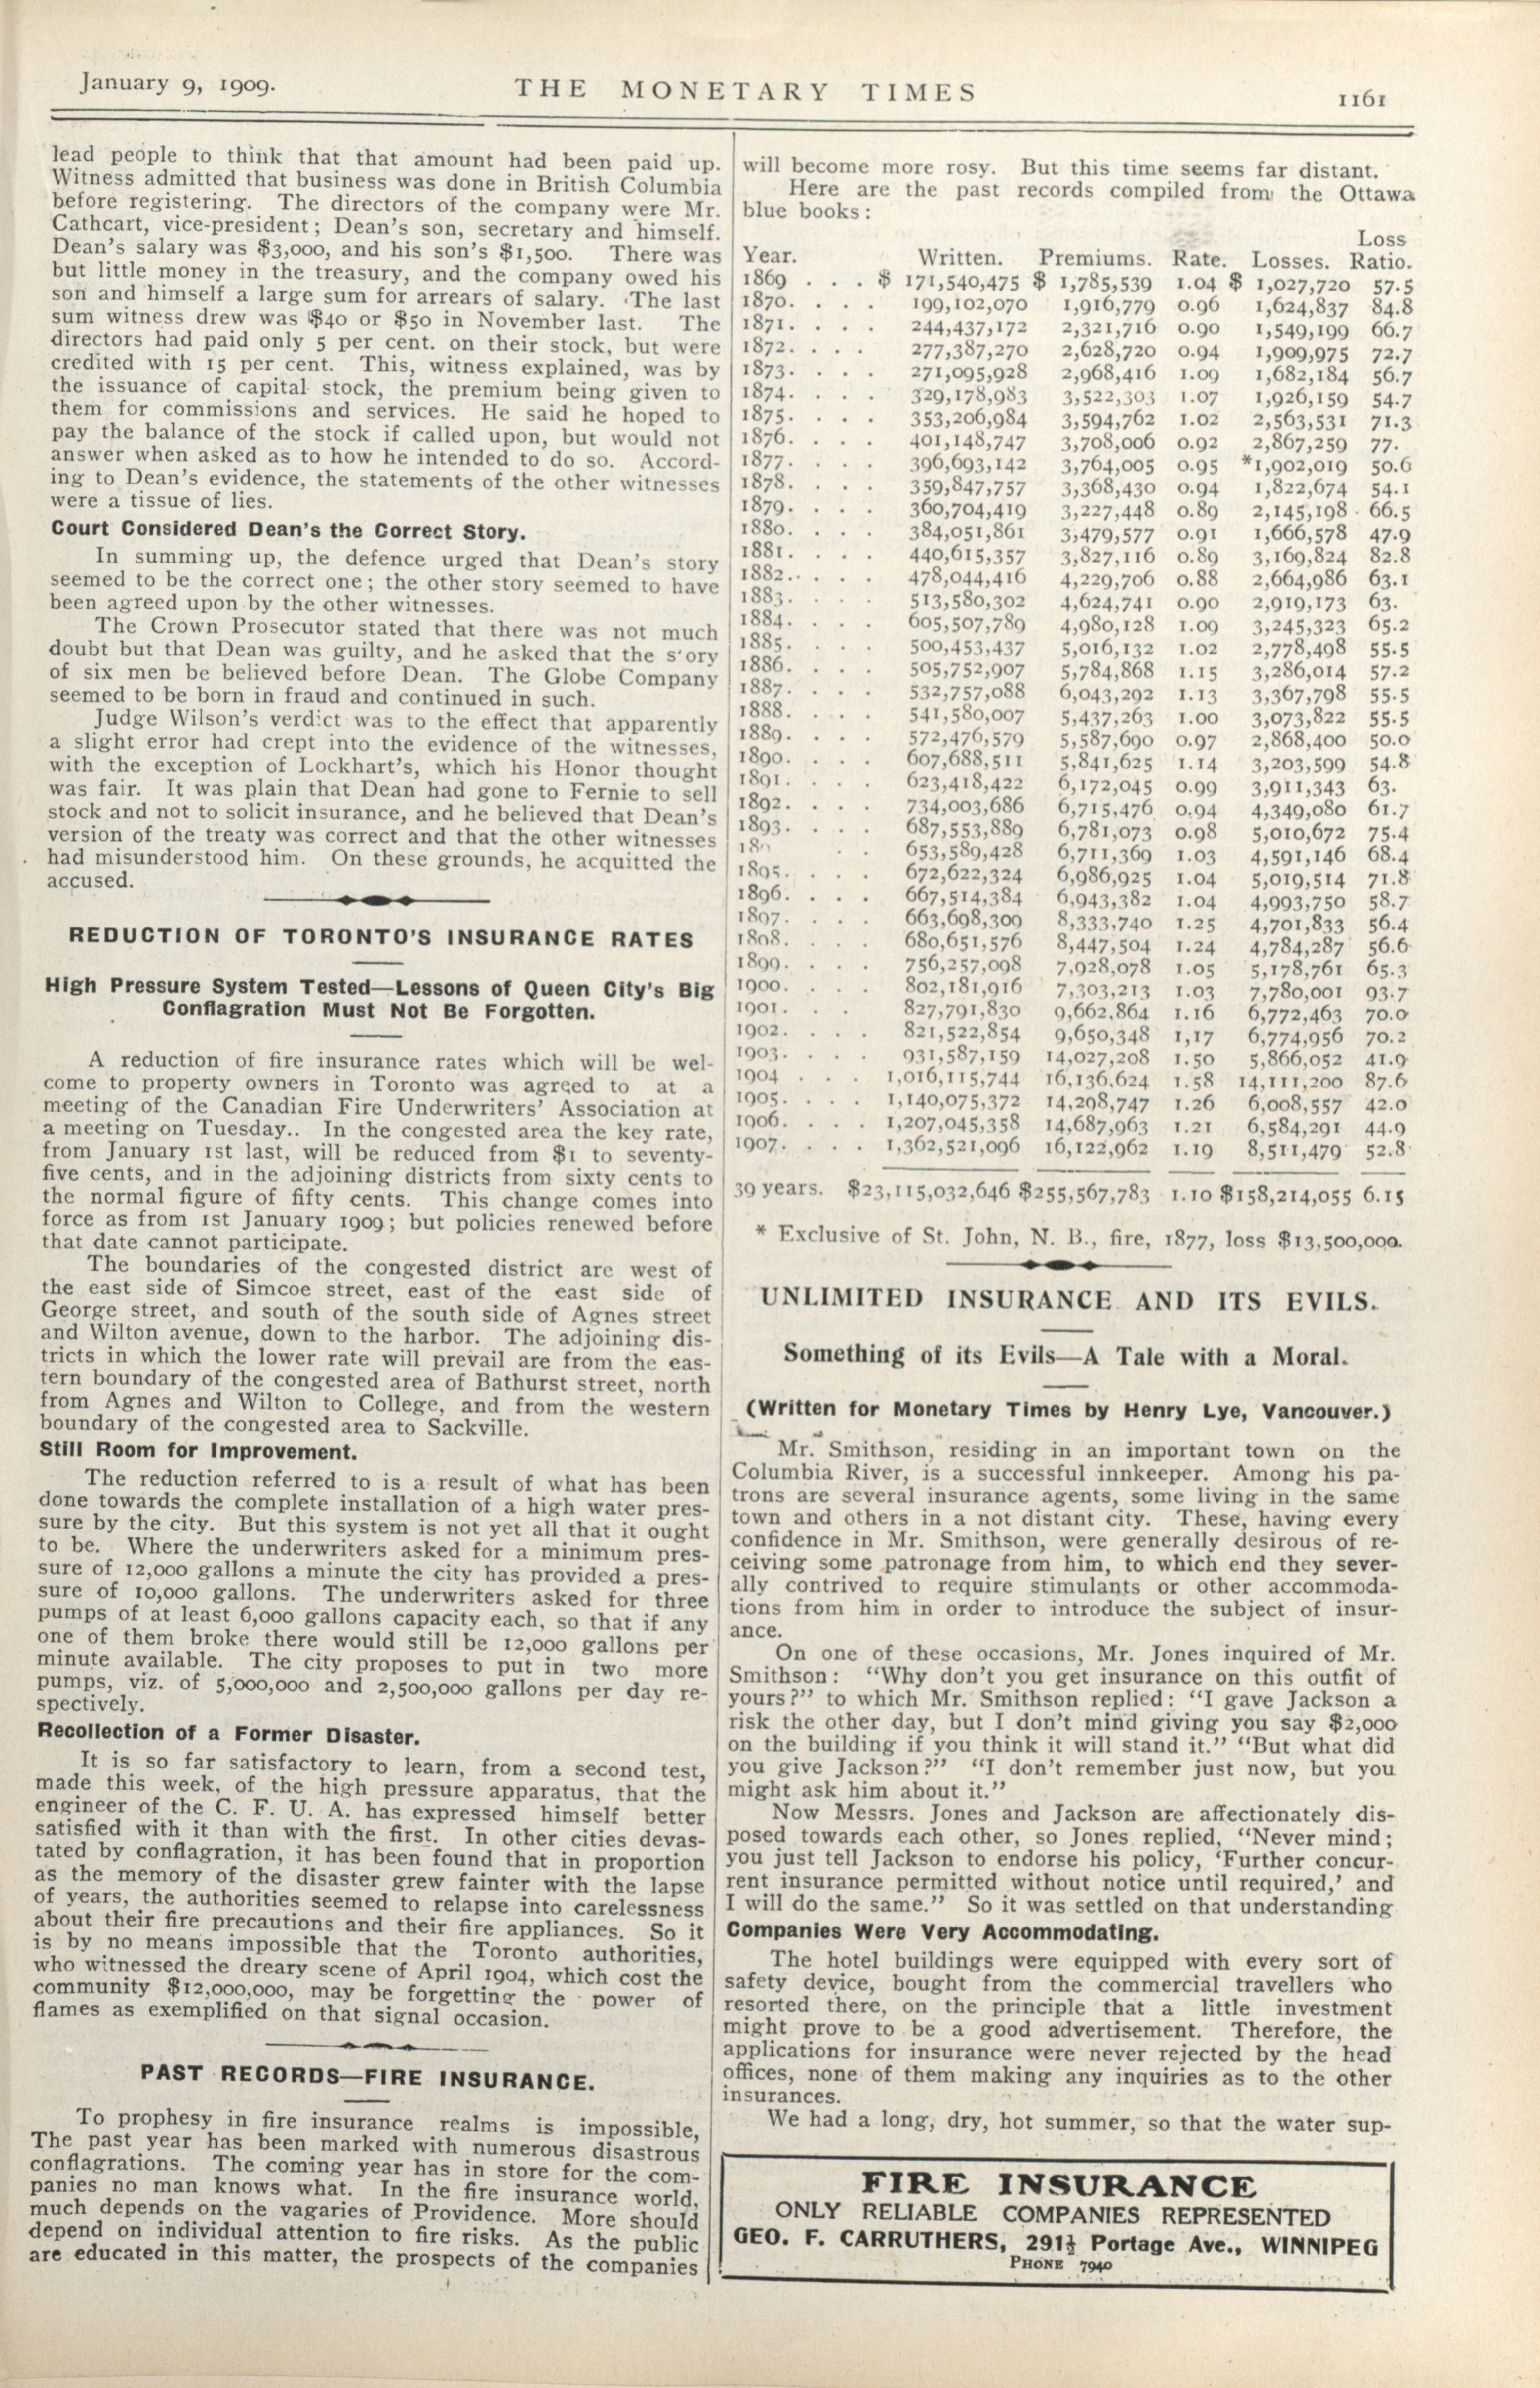 January 9, 1909.
THE MONETARY TIMES
1161
lead people to think that that amount had been paid up.
Witness admitted that business was done in British Columbia
before registering. The directors of the company were Mr.
Cathcart, vice-president; Dean's son, secretary and himself.
Dean's salary was $3,000, and his son's $1,500. There was
but little money in the treasury, and the company owed his
son and himself a large sum for arrears of salary. The last
sum witness drew was $40 or $50 in November last. The
directors had paid only 5 per cent. on their stock, but were
credited with 15 per cent. This, witness explained, was by
the issuance of capital stock, the premium being given to
them for commissions and services. He said he hoped to
pay the balance of the stock if called upon, but would not
answer when asked as to how he intended to do so. Accord-
ing to Dean's evidence, the statements of the other witnesses
were a tissue of lies.
Court Considered Dean's the Correct Story.
In summing up, the defence urged that Dean's story
seemed to be the correct one; the other story seemed to have
been agreed upon by the other witnesses.
The Crown Prosecutor stated that there was not much
doubt but that Dean was guilty, and he asked that the s'ory
of six men be believed before Dean. The Globe Company
seemed to be born in fraud and continued in such.
Judge Wilson's verdict was to the effect that apparently
a slight error had crept into the evidence of the witnesses,
with the exception of Lockhart's, which his Honor thought
was fair. It was plain that Dean had gone to Fernie to sell
stock and not to solicit insurance, and he believed that Dean's
version of the treaty was correct and that the other witnesses
had misunderstood him. On these grounds, he acquitted the
accused.
REDUCTION OF TORONTO'S INSURANCE RATES
High Pressure System Tested—Lessons of Queen City's Big
Conflagration Must Not Be Forgotten.
A reduction of fire insurance rates which will be wel-
come to property owners in Toronto was agreed to at a
meeting of the Canadian Fire Underwriters' Association at
a meeting on Tuesday.. In the congested area the key rate,
from January 1st last, will be reduced from $1 to seventy-
five cents, and in the adjoining districts from sixty cents to
the normal figure of fifty cents. This change comes into
force as from 1st January 1909; but policies renewed before
that date cannot participate.
The boundaries of the congested district are west of
the east side of Simcoe street, east of the east side of
George street, and south of the south side of Agnes street
and Wilton avenue, down to the harbor. The adjoining dis-
tricts in which the lower rate will prevail are from the eas-
tern boundary of the congested area of Bathurst street, north
from Agnes and Wilton to College, and from the western
boundary of the congested area to Sackville.
Still Room for Improvement.
The reduction referred to is a result of what has been
done towards the complete installation of a high water pres-
sure by the city. But this system is not yet all that it ought
to be. Where the underwriters asked for a minimum pres-
sure of 12,000 gallons a minute the city has provided a pres-
sure of 10,000 gallons. The underwriters asked for three
pumps of at least 6,000 gallons capacity each, so that if any
one of them broke there would still be 12,000 gallons per
minute available. The city proposes to put in two more
pumps, viz. of 5,000,000 and 2,500,000 gallons per day re-
spectively.
Recollection of a Former Disaster.
It is so far satisfactory to learn, from a second test,
made this week, of the high pressure apparatus, that the
engineer of the C. F. U. A. has expressed himself better
satisfied with it than with the first. In other cities devas-
tated by conflagration, it has been found that in proportion
as the memory of the disaster grew fainter with the lapse
of years, the authorities seemed to relapse into carelessness
about their fire precautions and their fire appliances. So it
is by no means impossible that the Toronto authorities,
who witnessed the dreary scene of April 1904, which cost the
community $12,000,000, may be forgetting the power of
flames as exemplified on that signal occasion.
PAST RECORDS—FIRE INSURANCE.
To prophesy in fire insurance realms is impossible,
The past year has been marked with numerous disastrous
conflagrations. The coming year has in store for the com-
panies no man knows what. In the fire insurance world,
much depends on the vagaries of Providence. More should
depend on individual attention to fire risks. As the public
are educated in this matter, the prospects of the companies
will become more rosy. But this time seems far distant.
Here are the past records compiled from the Ottawa
blue books:
Loss
Year. Written. Premiums. Rate. Losses. Ratio.
1869 . . . $ 171,540,475 $ 1,785,539 1.04 $ 1,027,720 57.5
1870. . . . 199,102,070 1,916,779 0.96 1,624,837 84.8
1871. . . . 244,437,172 2,321,716 0.90 1,549,199 66.7
1872. . . . 277,387,270 2,628,720 0.94 1,909,975 72.7
1873. . . . 271,095,928 2,968,416 1.09 1,682,184 56.7
1874. . . . 329,178,983 3,522,303 1.07 1,926,159 54.7
1875. . . . 353,206,984 3,594,762 1.02 2,563,531 71.3
1876. . . . 401,148,747 3,708,006 0.92 2,867,259 77.
1877. . . . 396,693,142 3,764,005 0.95 *1,902,019 50.6
1878. . . . 359,847,757 3,368,430 0.94 1,822,674 54.1
1879. . . . 360,704,419 3,227,448 0.89 2,145,198 66.5
1880. . . . 384,051,861 3,479,577 0.91 1,666,578 47.9
1881. . . . 440,615,357 3,827,116 0.89 3,169,824 82.8
1882. . . . 478,044,416 4,229,706 0.88 2,664,986 63.1
1883. . . . 513,580,302 4,624,741 0.90 2,919,173 63.
1884. . . . 605,507,789 4,980,128 1.09 3,245,323 65.2
1885. . . . 500,453,437 5,016,132 1.02 2,778,498 55.5
1886. . . . 505,752,907 5,784,868 1.15 3,286,014 57.2
1887. . . . 532,757,088 6,043,292 1.13 3,367,798 55.5
1888. . . . 541,580,007 5,437,263 1.00 3,073,822 55.5
1889. . . . 572,476,579 5,587,690 0.97 2,868,400 50.0
1890. . . . 607,688,511 5,841,625 1.14 3,203,599 54.8
1891. . . . 623,418,422 6,172,045 0.99 3,911,343 63.
1892. . . . 734,003,686 6,715,476 0.94 4,349,080 61.7
1893. . . . 687,553,889 6,781,073 0.98 5,010,672 75.4
. . 653,589,428 6,711,369 1.03 4,591,146 68.4
1895. . . . 672,622,324 6,986,925 1.04 5,019,514 71.8
1896. . . . 667,514,384 6,943,382 1.04 4,993,750 58.7
1897. . . . 663,698,309 8,333,740 1.25 4,701,833 56.4
1898. . . . 680,651,576 8,447,504 1.24 4,784,287 56.6
1899. . . . 756,257,098 7,928,078 1.05 5,178,761 65.3
1900. . . . 802,181,916 7,303,213 1.03 7,780,001 93.7
1901. . . 827,791,830 9,662,864 1.16 6,772,463 70.0
1902. . . . 821,522,854 9,650,348 1,17 6,774,956 70.2
1903. . . . 931,587,159 14,027,208 1.50 5,866,052 41.9
1904 . . . 1,016,115,744 16,136,624 1.58 14,111,200 87.6
1905. . . . 1,140,075,372 14,298,747 1.26 6,008,557 42.0
1906. . . . 1,207,045,358 14,687,963 1.21 6,584,291 44.9
1907. . . . 1,362,521,096 16,122,962 1.19 8,511,479 52.8
39 years. $23,115,032,646 $255,567,783 1.10 $158,214,055 6.15
* Exclusive of St. John, N. B., fire, 1877, loss $13,500,000.
UNLIMITED INSURANCE AND ITS EVILS.
Something of its Evils—A Tale with a Moral.
(Written for Monetary Times by Henry Lye, Vancouver.)
Mr. Smithson, residing in an important town on the
Columbia River, is a successful innkeeper. Among his pa-
trons are several insurance agents, some living in the same
town and others in a not distant city. These, having every
confidence in Mr. Smithson, were generally desirous of re-
ceiving some patronage from him, to which end they sever-
ally contrived to require stimulants or other accommoda-
tions from him in order to introduce the subject of insur-
ance.
On one of these occasions, Mr. Jones inquired of Mr.
Smithson: "Why don't you get insurance on this outfit of
yours?" to which Mr. Smithson replied: "I gave Jackson a
risk the other day, but I don't mind giving you say $2,000
on the building if you think it will stand it." "But what did
you give Jackson?" "I don't remember just now, but you
might ask him about it."
Now Messrs. Jones and Jackson are affectionately dis-
posed towards each other, so Jones replied, "Never mind;
you just tell Jackson to endorse his policy, 'Further concur-
rent insurance permitted without notice until required,' and
I will do the same." So it was settled on that understanding
Companies Were Very Accommodating.
The hotel buildings were equipped with every sort of
safety device, bought from the commercial travellers who
resorted there, on the principle that a little investment
might prove to be a good advertisement. Therefore, the
applications for insurance were never rejected by the head
offices, none of them making any inquiries as to the other
insurances.
We had a long, dry, hot summer, so that the water sup-
FIRE INSURANCE
ONLY RELIABLE COMPANIES REPRESENTED
GEO. F. CARRUTHERS, 291½ Portage Ave., WINNIPEG
PHONE 7940